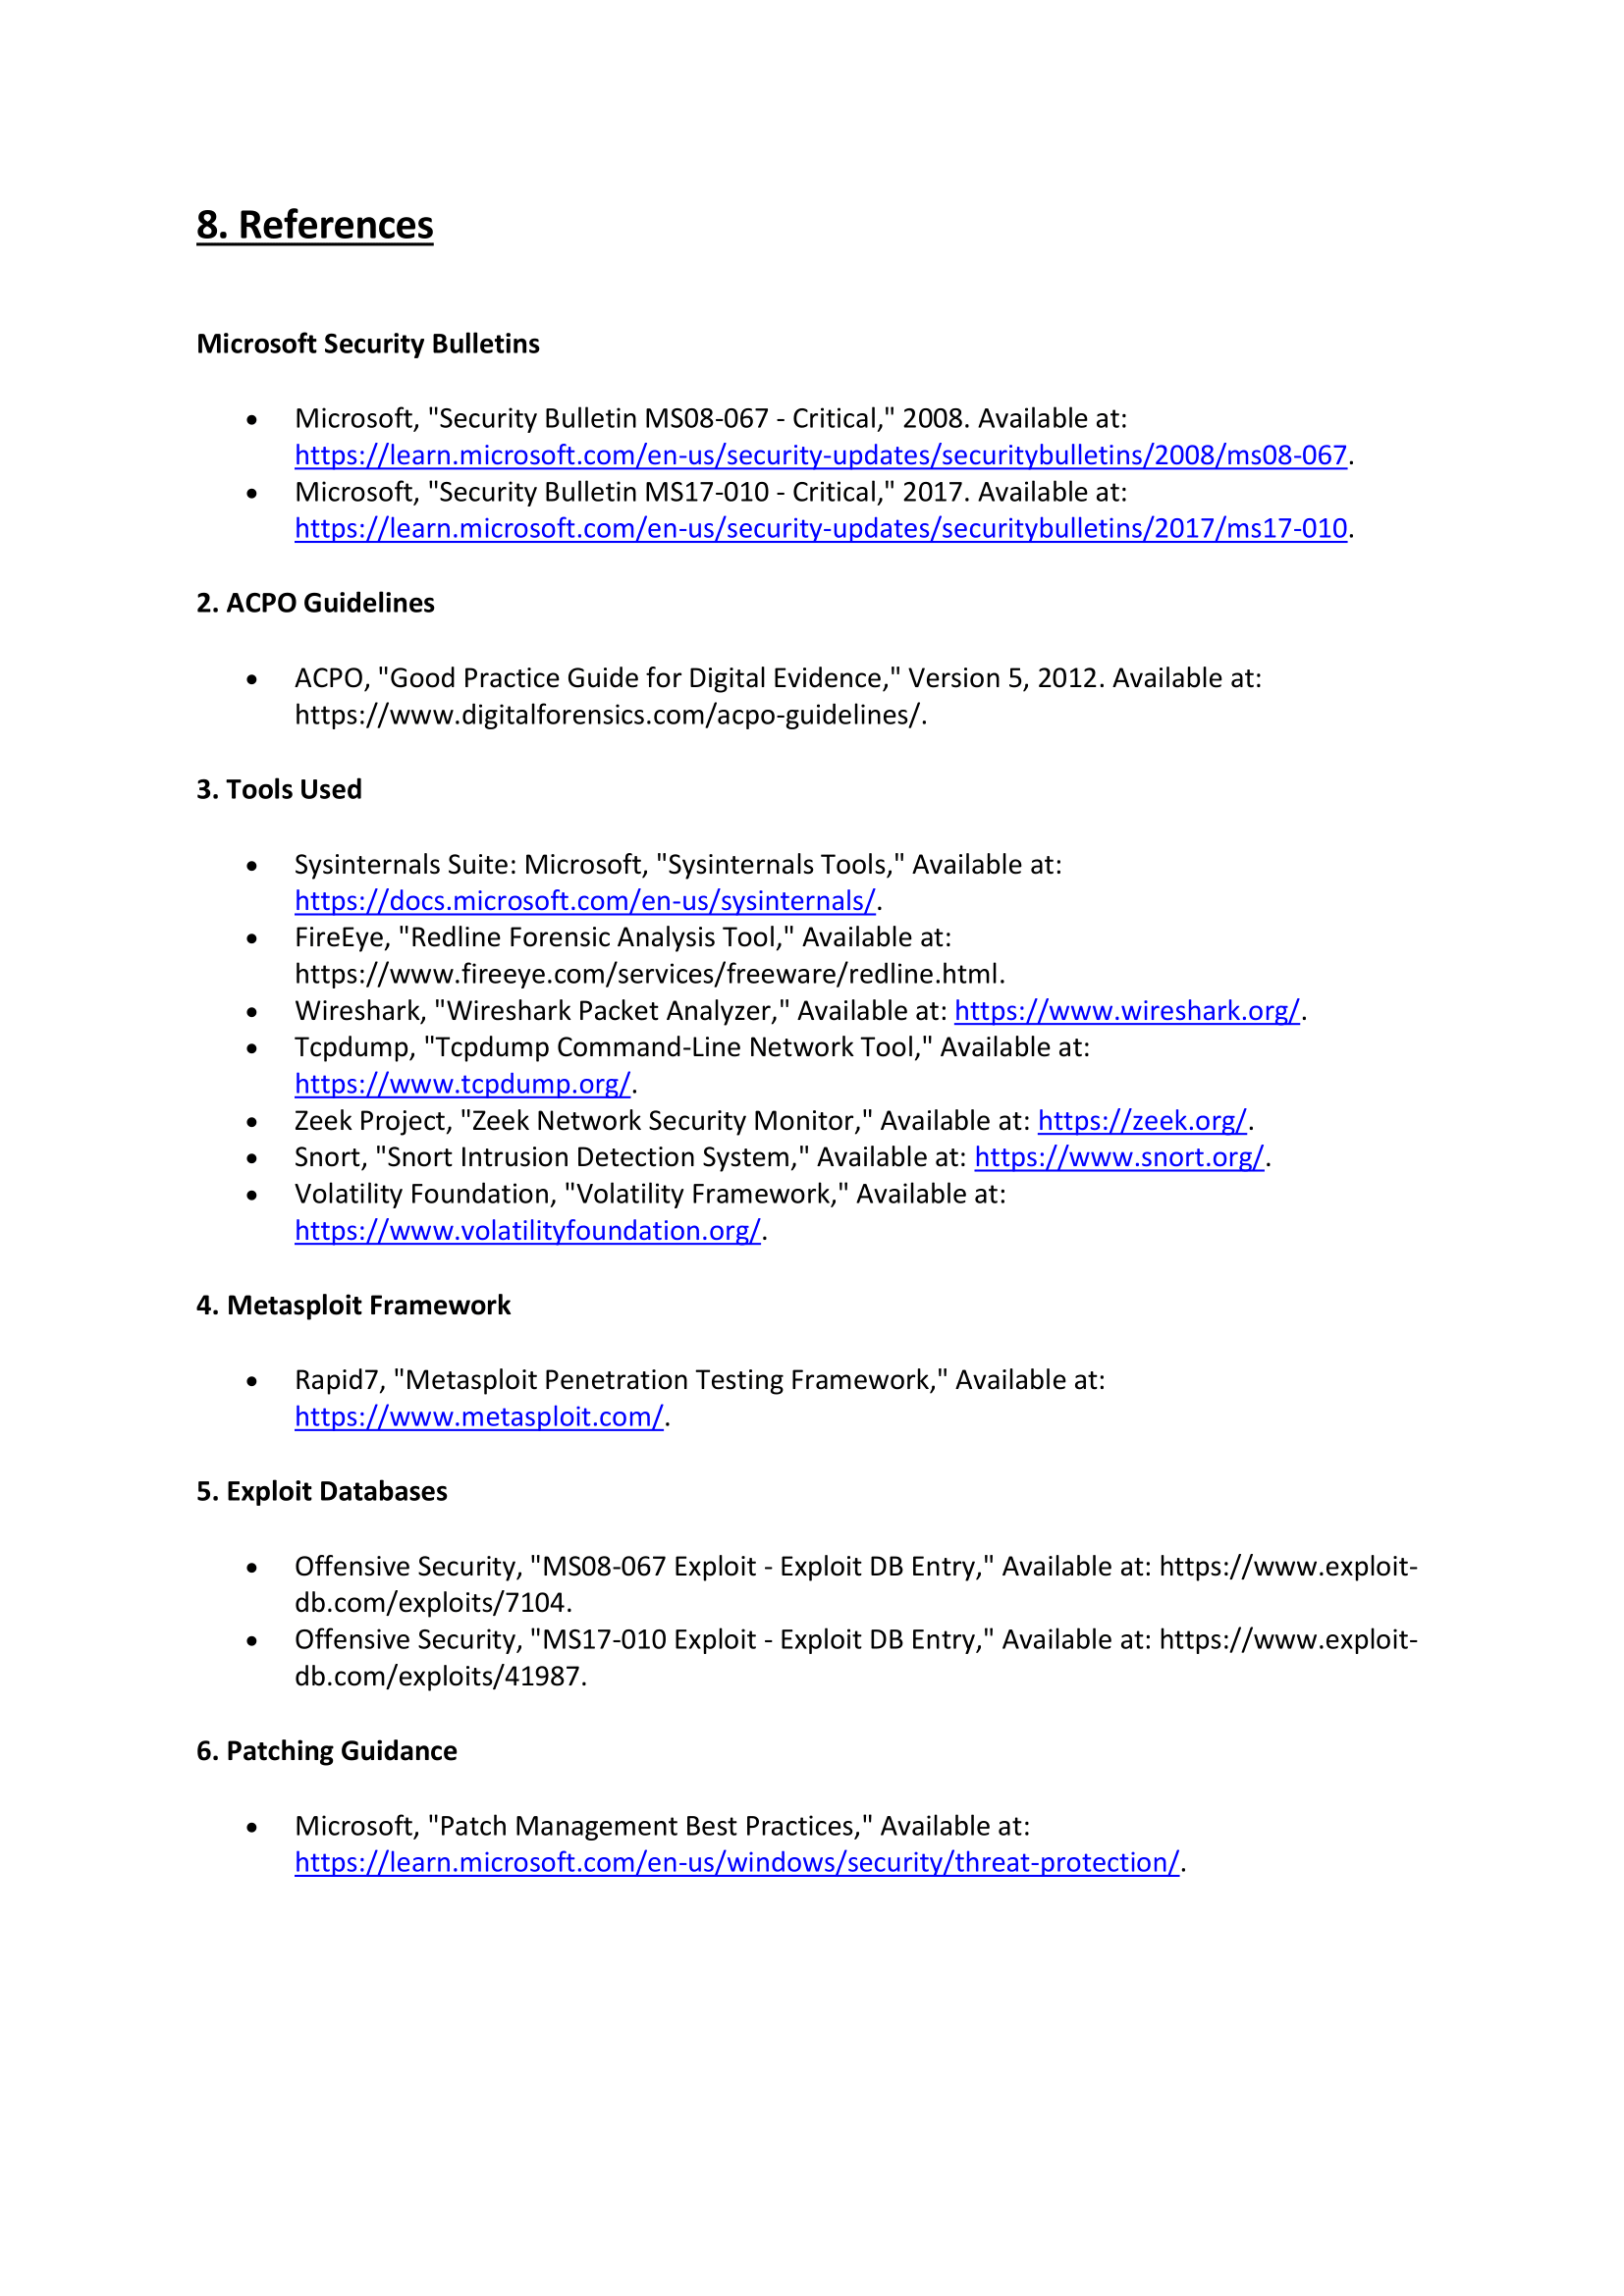 8. References
Microsoft Security Bulletins
• Microsoft, "Security Bulletin MS08-067 - Critical," 2008. Available at:
https://learn.microsoft.com/en-us/security-updates/securitybulletins/2008/ms08-067.
• Microsoft, "Security Bulletin MS17-010 - Critical," 2017. Available at:
https://learn.microsoft.com/en-us/security-updates/securitybulletins/2017/ms17-010.
2. ACPO Guidelines
• ACPO, "Good Practice Guide for Digital Evidence," Version 5, 2012. Available at:
https://www.digitalforensics.com/acpo-guidelines/.
3. Tools Used
• Sysinternals Suite: Microsoft, "Sysinternals Tools," Available at:
https://docs.microsoft.com/en-us/sysinternals/.
• FireEye, "Redline Forensic Analysis Tool," Available at:
https://www.fireeye.com/services/freeware/redline.html.
• Wireshark, "Wireshark Packet Analyzer," Available at: https://www.wireshark.org/.
• Tcpdump, "Tcpdump Command-Line Network Tool," Available at:
https://www.tcpdump.org/.
• Zeek Project, "Zeek Network Security Monitor," Available at: https://zeek.org/.
• Snort, "Snort Intrusion Detection System," Available at: https://www.snort.org/.
• Volatility Foundation, "Volatility Framework," Available at:
https://www.volatilityfoundation.org/.
4. Metasploit Framework
• Rapid7, "Metasploit Penetration Testing Framework," Available at:
https://www.metasploit.com/.
5. Exploit Databases
• Offensive Security, "MS08-067 Exploit - Exploit DB Entry," Available at: https://www.exploit-
db.com/exploits/7104.
• Offensive Security, "MS17-010 Exploit - Exploit DB Entry," Available at: https://www.exploit-
db.com/exploits/41987.
6. Patching Guidance
• Microsoft, "Patch Management Best Practices," Available at:
https://learn.microsoft.com/en-us/windows/security/threat-protection/.